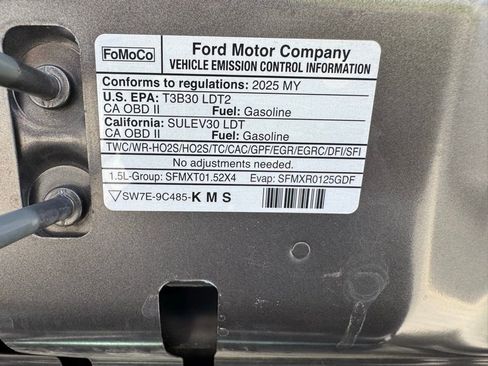 FoMoCo
Ford Motor Company
VEHICLE EMISSION CONTROL INFORMATION
Conforms to regulations: 2025 MY
U.S. EPA: T3B30 LDT2
CA OBD II Fuel: Gasoline
California: SULEV30 LDT
CA OBD II Fuel: Gasoline
TWC/WR-HO2S/HO2S/TC/CAC/GPF/EGR/EGRC/DFI/SFI
No adjustments needed.
1.5L-Group: SFMXT01.52X4 Evap: SFMXR0125GDF
SW7E-9C485-K M S